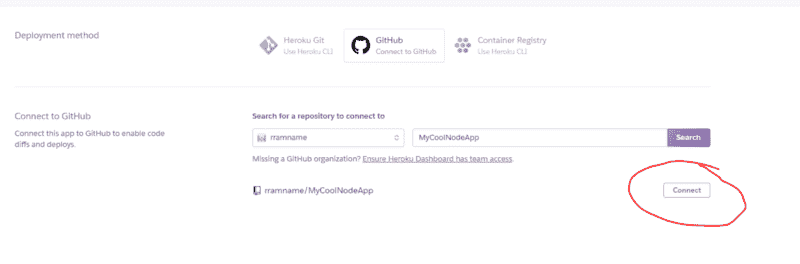 Deployment method
Heroku Git
Use Heroku CLI
GitHub
Connect to GitHub
Container Registry
Use Heroku CLI
Connect to GitHub
Connect this app to GitHub to enable code
diffs and deploys.
Search for a repository to connect to
rramname
MyCoolNodeApp
Search
Missing a GitHub organization? Ensure Heroku Dashboard has team access.
rramname/MyCoolNodeApp
Connect